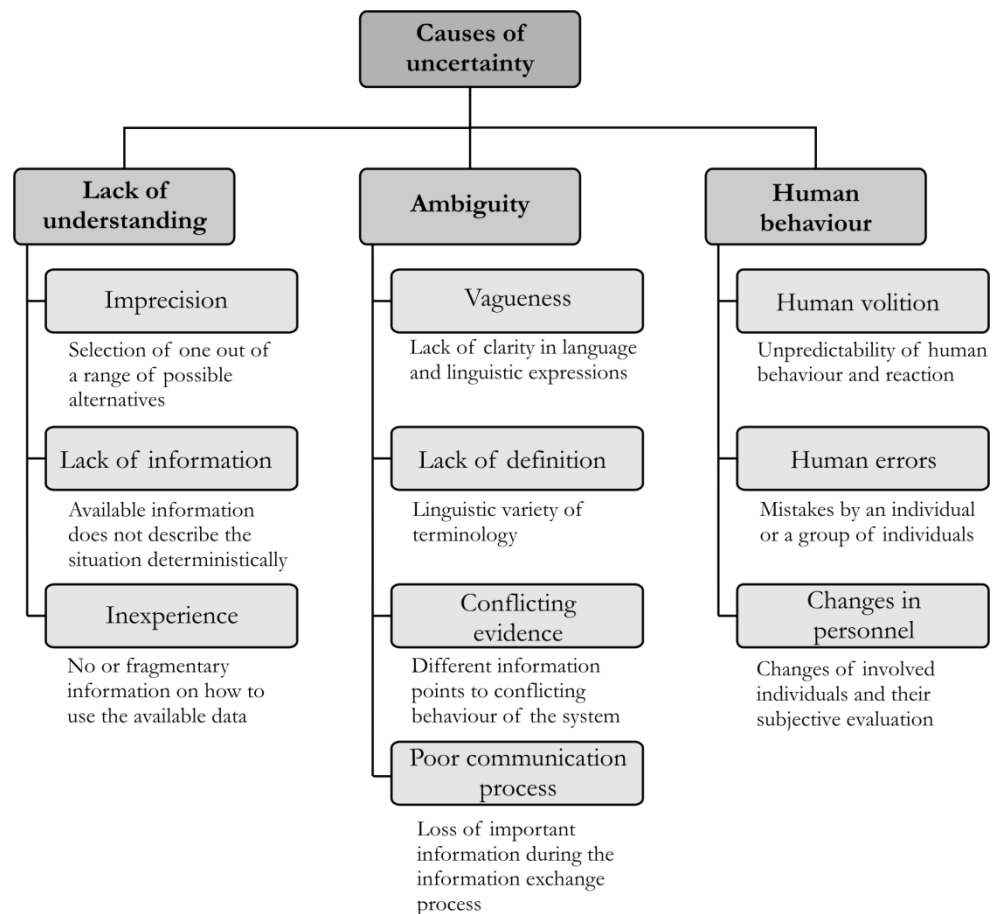 Causes of
uncertainty
Lack of
understanding
Imprecision
Selection of one out of
a range of possible
alternatives
Lack of information
Available information
does not describe the
situation deterministically
Inexperience
No or fragmentary
information on how to
use the available data
Ambiguity
Vagueness
Lack of clarity in language
and linguistic expressions
Lack of definition
Linguistic variety of
terminology
Conflicting
evidence
Different information
points to conflicting
behaviour of the system
Poor communication
process
Loss of important
information during the
information exchange
process
Human
behaviour
Human volition
Unpredictability of human
behaviour and reaction
Human errors
Mistakes by an individual
or a group of individuals
Changes in
personnel
Changes of involved
individuals and their
subjective evaluation